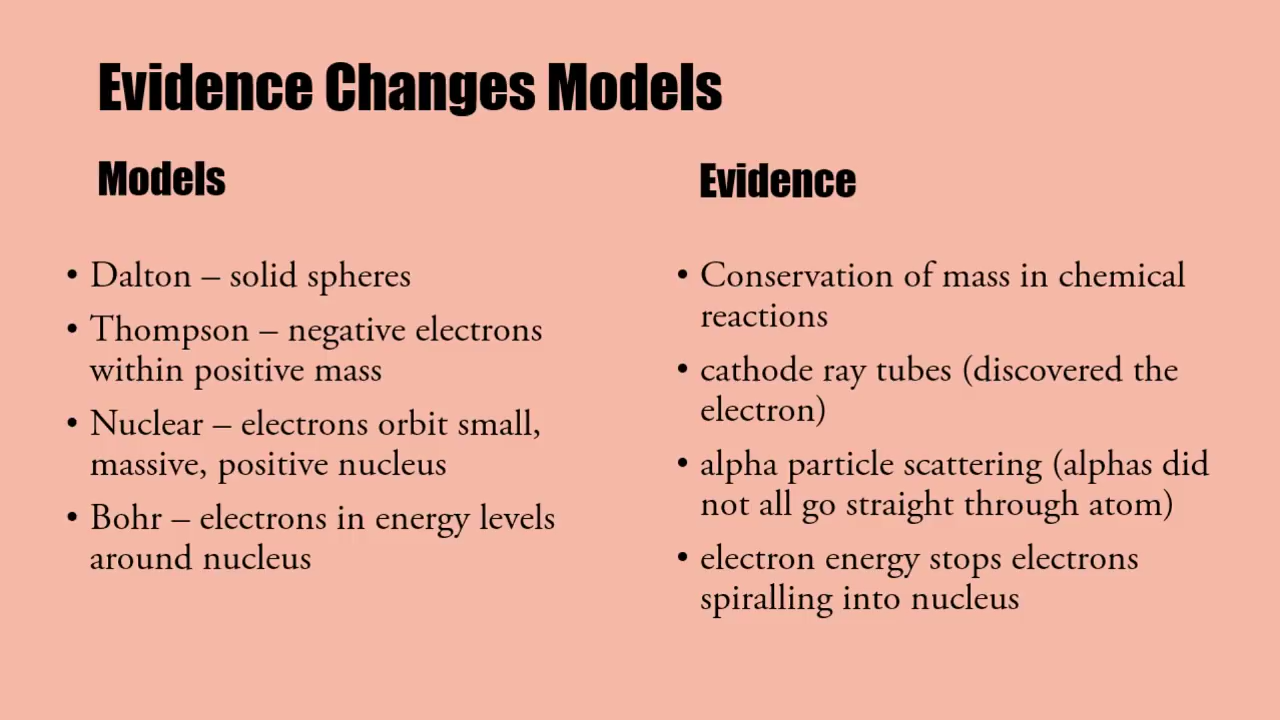 Evidence Changes Models
Models
• Dalton – solid spheres
• Thompson – negative electrons
within positive mass
• Nuclear – electrons orbit small,
massive, positive nucleus
• Bohr – electrons in energy levels
around nucleus
Evidence
• Conservation of mass in chemical
reactions
• cathode ray tubes (discovered the
electron)
• alpha particle scattering (alphas did
not all go straight through atom)
• electron energy stops electrons
spiralling into nucleus